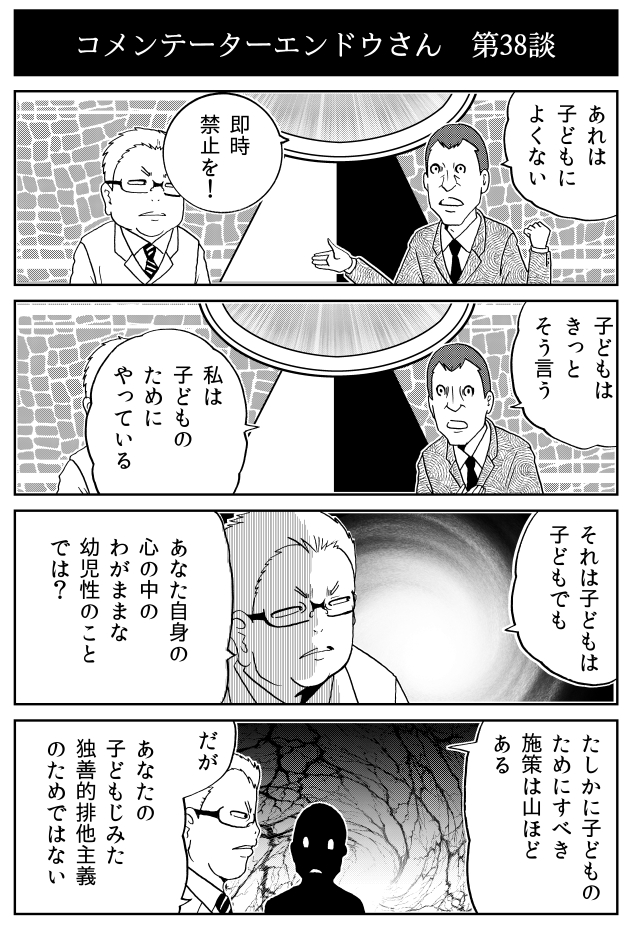 コメンテーターエンドウさん　第38談
あれは
子どもに
よくない
即時
禁止を！
子どもは
きっと
そう言う
私は
子どもの
ために
やっている
それは子どもは
子どもでも
あなた自身の
心の中の
わがままな
幼児性のこと
では？
たしかに子どもの
ためにすべき
施策は山ほど
ある
だが
あなたの
子どもじみた
独善的排他主義
のためではない